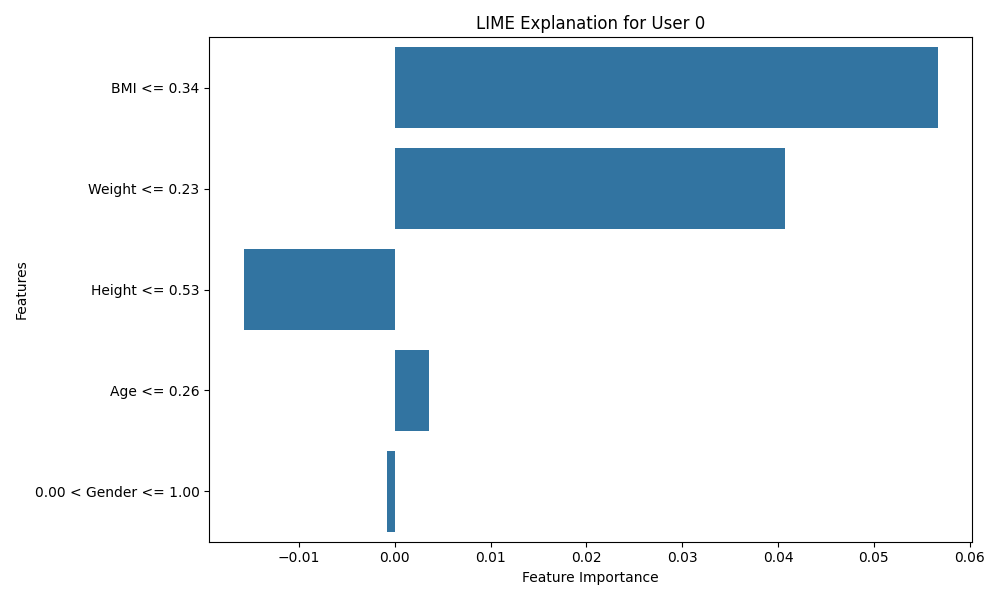 LIME Explanation for User 0
BMI <= 0.34
Weight <= 0.23
Height <= 0.53
Age <= 0.26
0.00 < Gender <= 1.00
Features
−0.01 0.00 0.01 0.02 0.03 0.04 0.05 0.06
Feature Importance